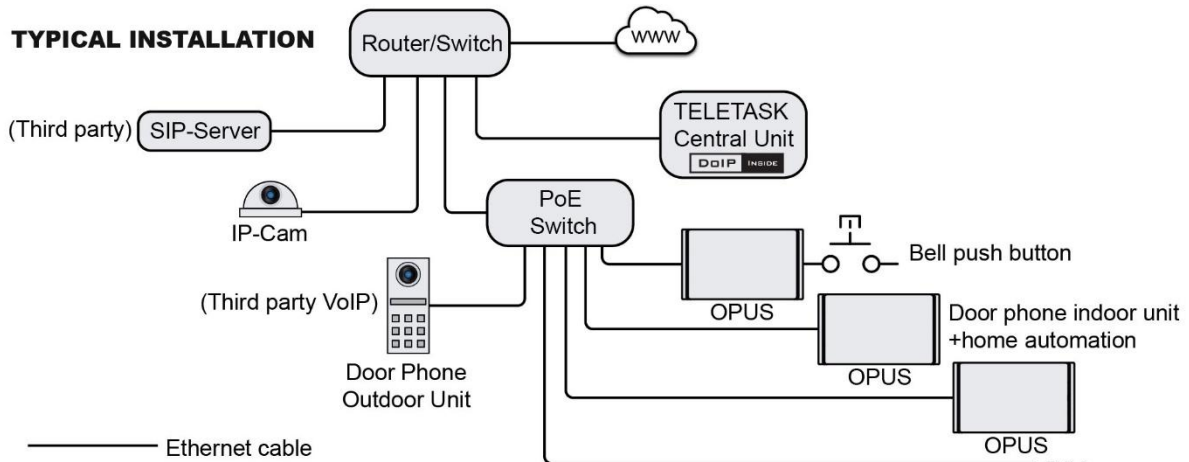 TYPICAL INSTALLATION
Router/Switch
WWW
(Third party)
SIP-Server
TELETASK
Central Unit
DoIP INSIDE
IP-Cam
PoE
Switch
(Third party VoIP)
Door Phone
Outdoor Unit
OPUS
Bell push button
OPUS
Door phone indoor unit
+home automation
OPUS
Ethernet cable